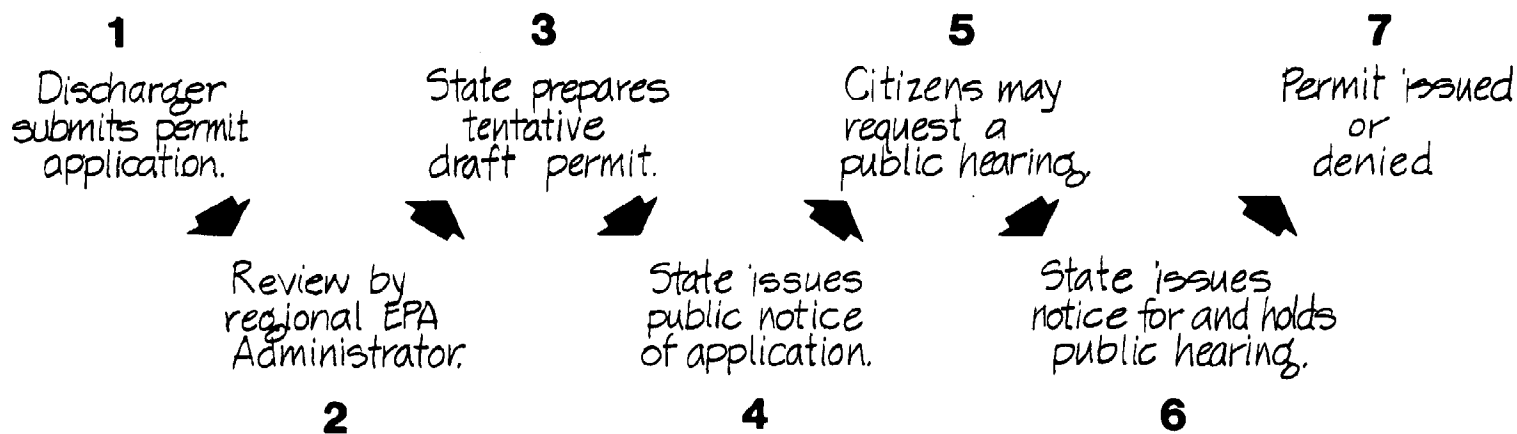 1
Discharger
submits permit
application.
2
Review by
regional EPA
Administrator.
3
State prepares
tentative
draft permit.
4
State issues
public notice
of application.
5
Citizens may
request a
public hearing.
6
State issues
notice for and holds
public hearing.
7
Permit issued
or
denied